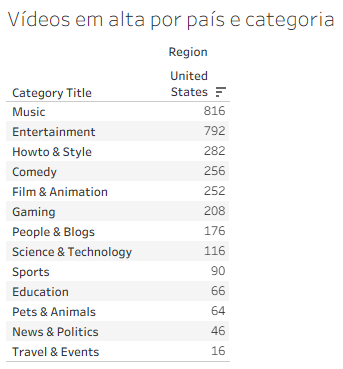 Vídeos em alta por país e categoria
Region
United
Category Title States
Music 816
Entertainment 792
Howto & Style 282
Comedy 256
Film & Animation 252
Gaming 208
People & Blogs 176
Science & Technology 116
Sports 90
Education 66
Pets & Animals 64
News & Politics 46
Travel & Events 16